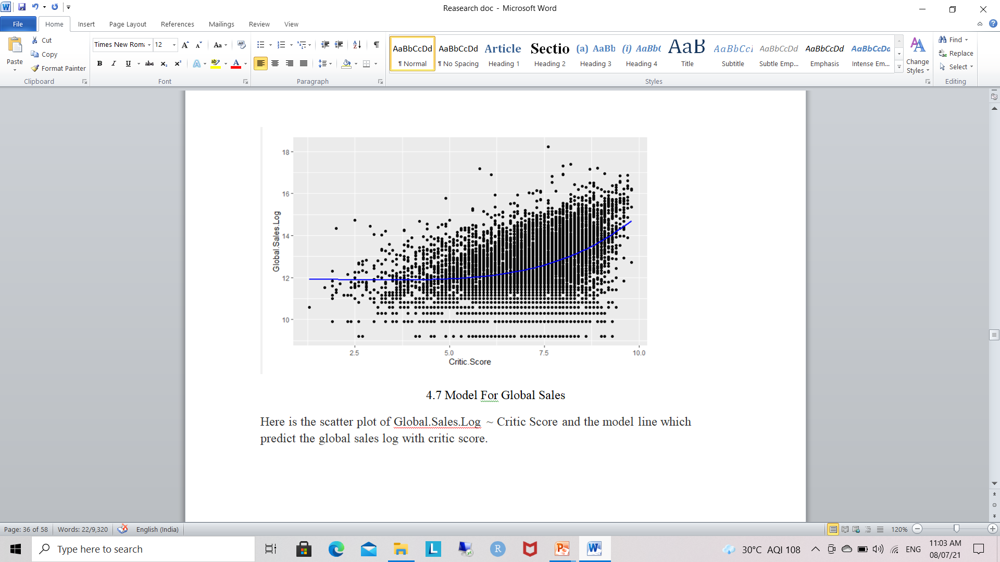 Reasearch doc - Microsoft Word
File Home Insert Page Layout References Mailings Review View
Paste
Cut
Copy
Format Painter
Clipboard
Times New Rom 12
Aa
B I U abc x₂ x²
A ab A
Font
Paragraph
AaBbCcDd AaBbCcDd Article Sectio (a) AaBb (i) AaBb( AaB AaBbCcI AaBbCcDd AaBbCcDd AaBbCcDd
¶ Normal ¶ No Spacing Heading 1 Heading 2 Heading 3 Heading 4 Title Subtitle Subtle Emp... Emphasis Intense Em...
Change
Styles
Styles
Find
Replace
Select
Editing
18
16
14
12
10
Global.Sales.Log
2.5 5.0 7.5 10.0
Critic.Score
4.7 Model For Global Sales
Here is the scatter plot of Global.Sales.Log ~ Critic Score and the model line which
predict the global sales log with critic score.
Page: 36 of 58 Words: 22/9,320 English (India) 120%
Type here to search
30°C AQI 108 ENG 11:03 AM
08/07/21